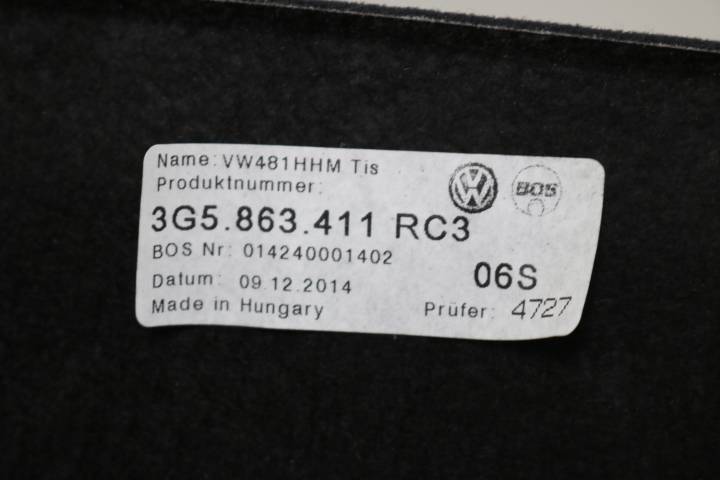 Name: VW481HHM Tis
Produktnummer:
3G5.863.411 RC3
BOS Nr: 014240001402
06S
Datum: 09.12.2014
Made in Hungary
Prüfer: 4727
VW
BOS